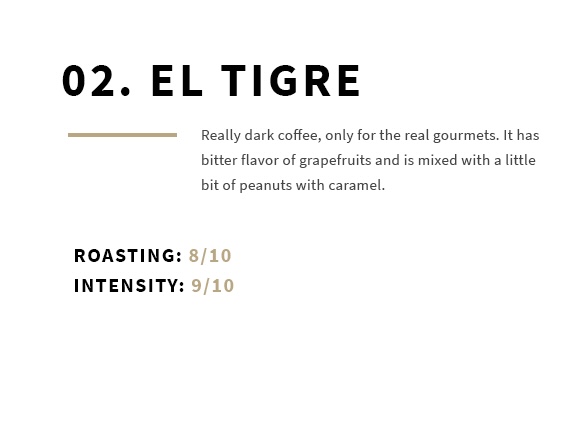 02. EL TIGRE
Really dark coffee, only for the real gourmets. It has
bitter flavor of grapefruits and is mixed with a little
bit of peanuts with caramel.
ROASTING: 8/10
INTENSITY: 9/10